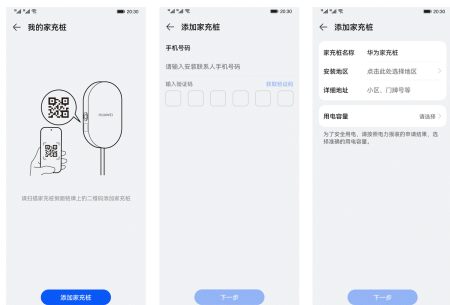 20:30
我的家充桩
HUAWEI
请扫描家充桩侧面铭牌上的二维码添加家充桩
添加家充桩
20:30
添加家充桩
手机号码
请输入安装联系人手机号码
输入验证码 获取验证码
下一步
20:30
添加家充桩
家充桩名称 华为家充桩
安装地区 点击此处选择地区
详细地址 小区、门牌号等
用电容量 请选择
为了安全用电，请按照电力报装的申请结果，选
择准确的用电容量。
下一步